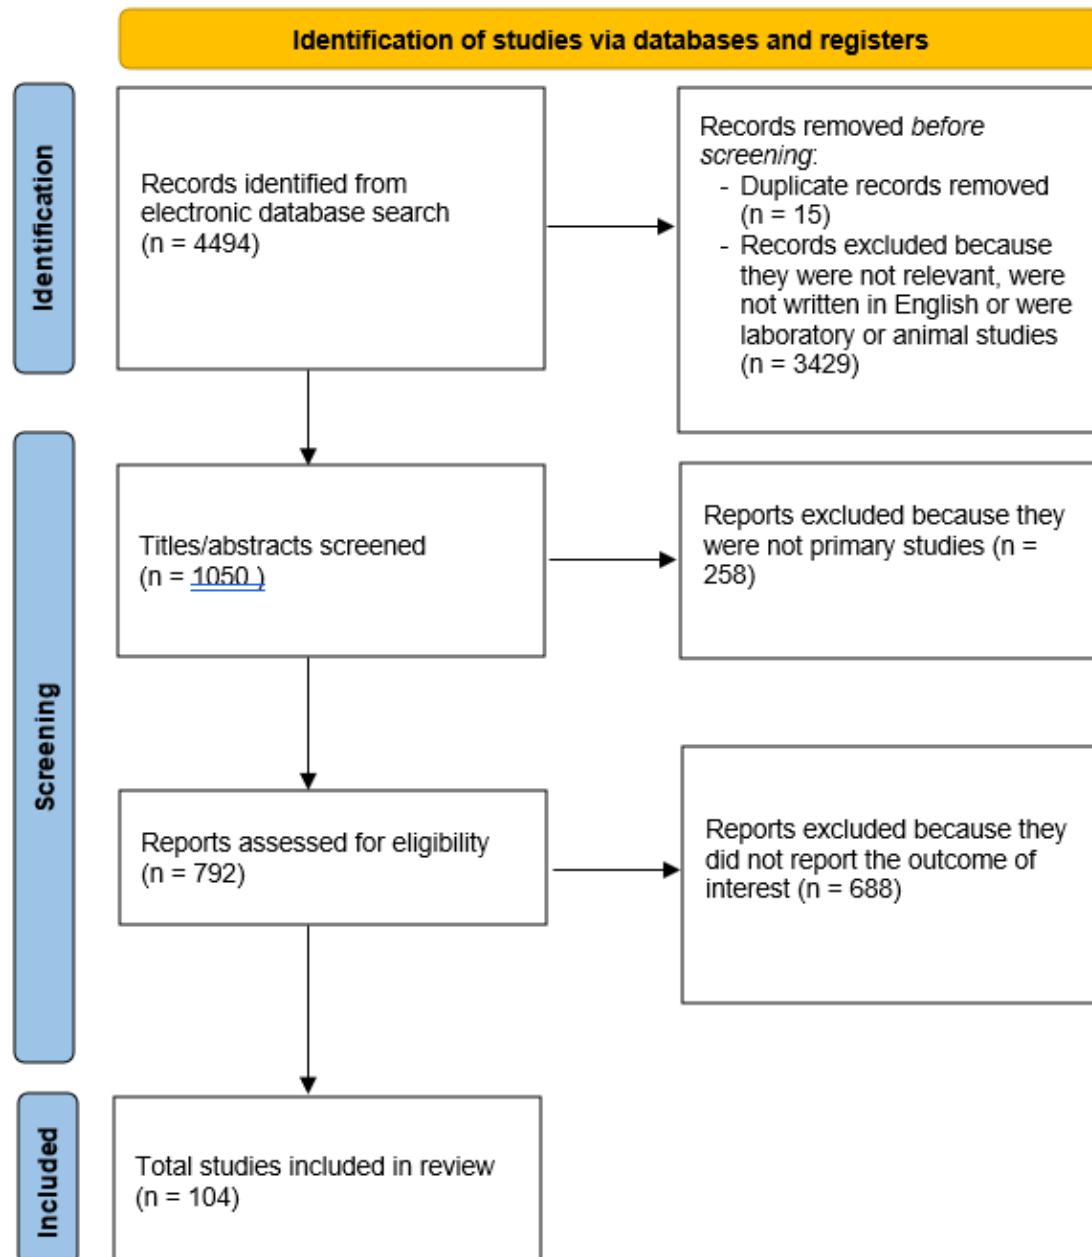 Identification of studies via databases and registers
Identification
Records identified from
electronic database search
(n = 4494)
Records removed before
screening:
- Duplicate records removed
(n = 15)
- Records excluded because
they were not relevant, were
not written in English or were
laboratory or animal studies
(n = 3429)
Screening
Titles/abstracts screened
(n = 1050 )
Reports excluded because they
were not primary studies (n =
258)
Reports assessed for eligibility
(n = 792)
Reports excluded because they
did not report the outcome of
interest (n = 688)
Included
Total studies included in review
(n = 104)